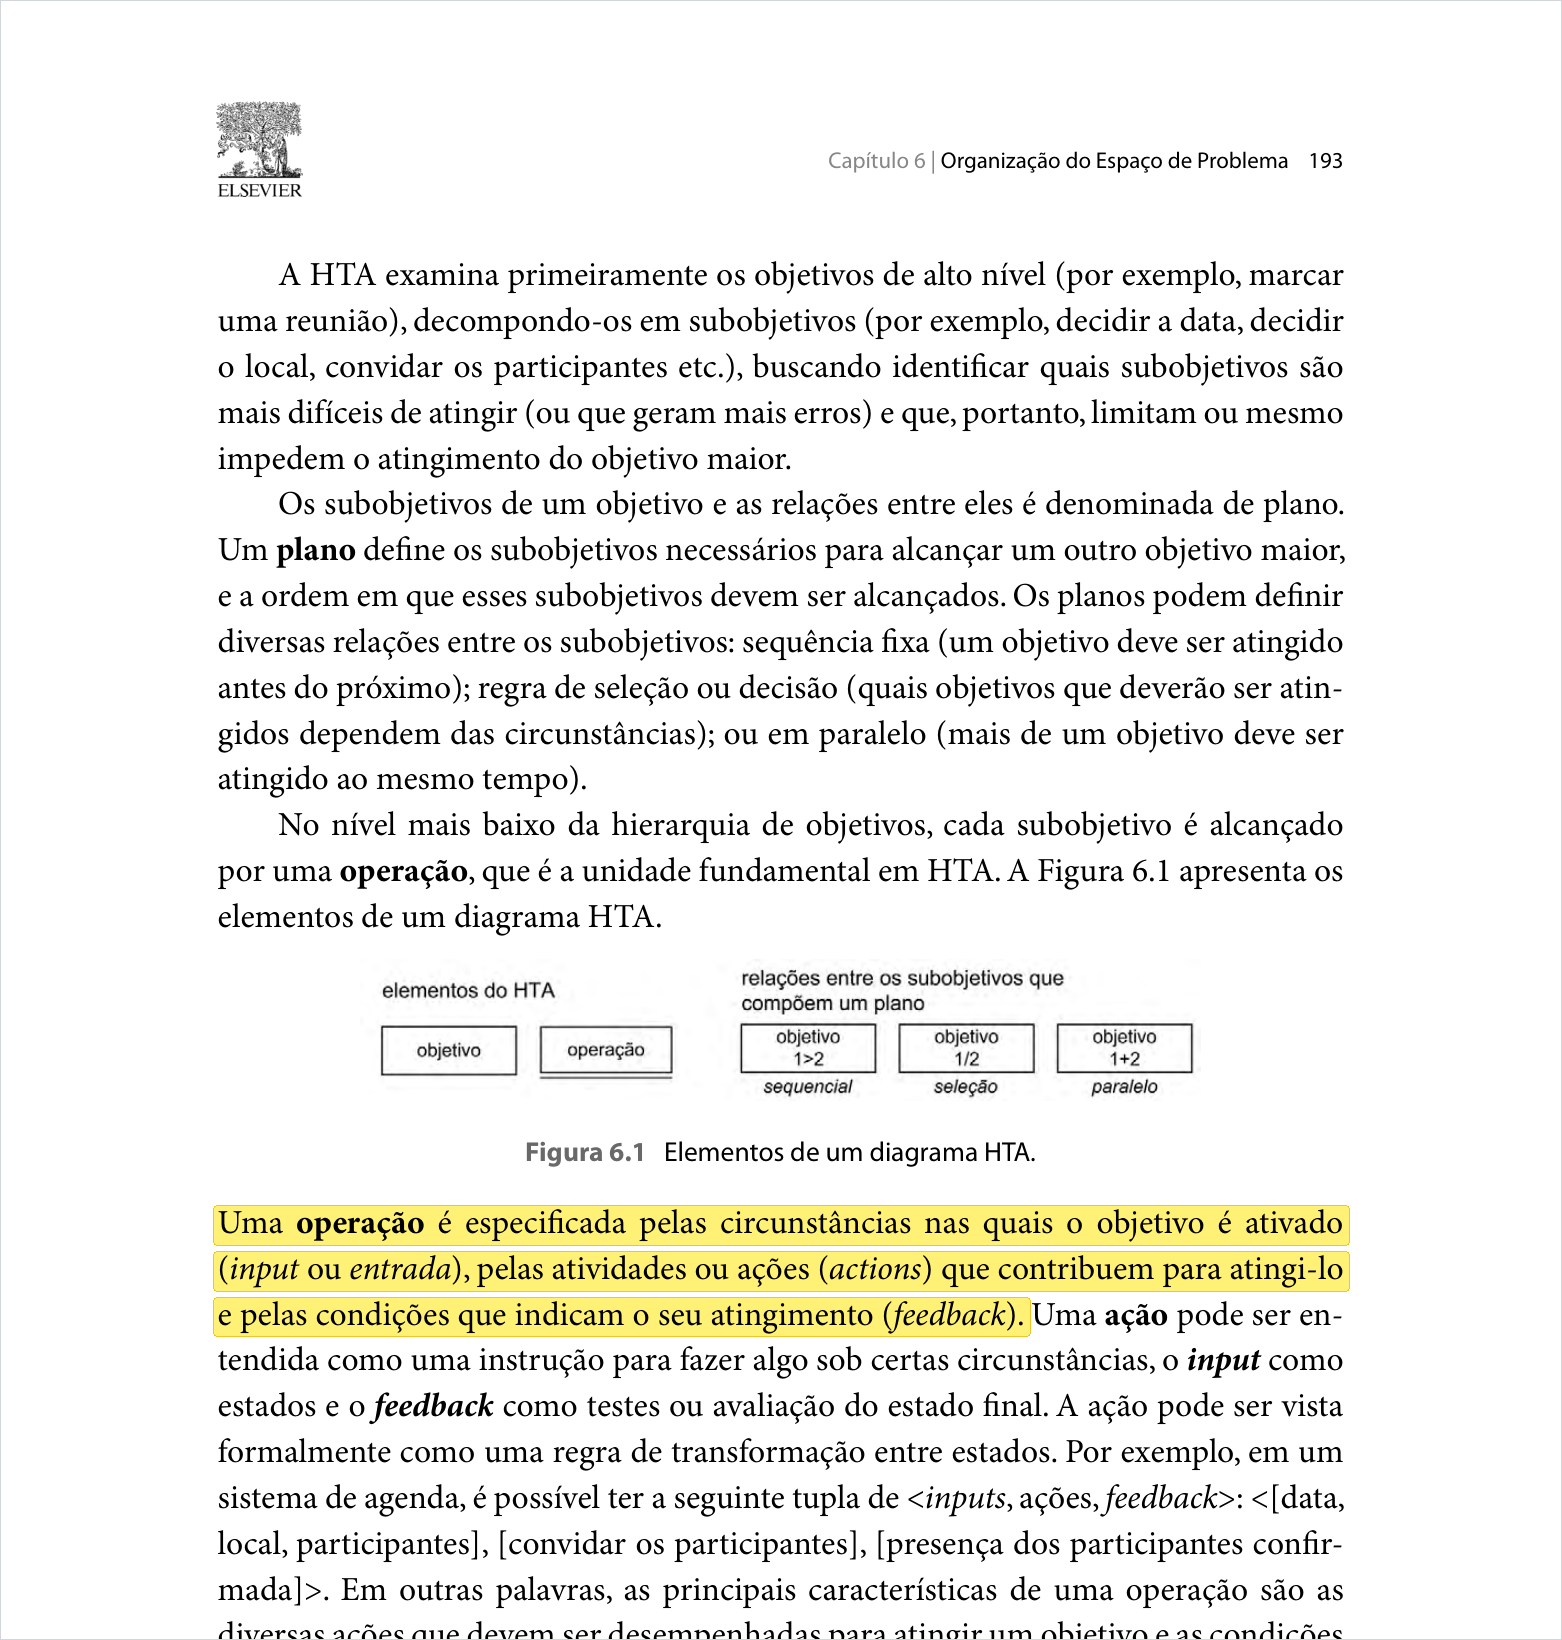 ELSEVIER
Capítulo 6 | Organização do Espaço de Problema 193
A HTA examina primeiramente os objetivos de alto nível (por exemplo, marcar
uma reunião), decompondo-os em subobjetivos (por exemplo, decidir a data, decidir
o local, convidar os participantes etc.), buscando identificar quais subobjetivos são
mais difíceis de atingir (ou que geram mais erros) e que, portanto, limitam ou mesmo
impedem o atingimento do objetivo maior.
Os subobjetivos de um objetivo e as relações entre eles é denominada de plano.
Um plano define os subobjetivos necessários para alcançar um outro objetivo maior,
e a ordem em que esses subobjetivos devem ser alcançados. Os planos podem definir
diversas relações entre os subobjetivos: sequência fixa (um objetivo deve ser atingido
antes do próximo); regra de seleção ou decisão (quais objetivos que deverão ser atin-
gidos dependem das circunstâncias); ou em paralelo (mais de um objetivo deve ser
atingido ao mesmo tempo).
No nível mais baixo da hierarquia de objetivos, cada subobjetivo é alcançado
por uma operação, que é a unidade fundamental em HTA. A Figura 6.1 apresenta os
elementos de um diagrama HTA.
elementos do HTA
objetivo
operação
relações entre os subobjetivos que
compõem um plano
objetivo
1>2
sequencial
objetivo
1/2
seleção
objetivo
1+2
paralelo
Figura 6.1 Elementos de um diagrama HTA.
Uma operação é especificada pelas circunstâncias nas quais o objetivo é ativado
(input ou entrada), pelas atividades ou ações (actions) que contribuem para atingi-lo
e pelas condições que indicam o seu atingimento (feedback). Uma ação pode ser en-
tendida como uma instrução para fazer algo sob certas circunstâncias, o input como
estados e o feedback como testes ou avaliação do estado final. A ação pode ser vista
formalmente como uma regra de transformação entre estados. Por exemplo, em um
sistema de agenda, é possível ter a seguinte tupla de <inputs, ações, feedback>: <[data,
local, participantes], [convidar os participantes], [presença dos participantes confir-
mada]>. Em outras palavras, as principais características de uma operação são as
diversas ações que devem ser desempenhadas para atingir um objetivo e as condições